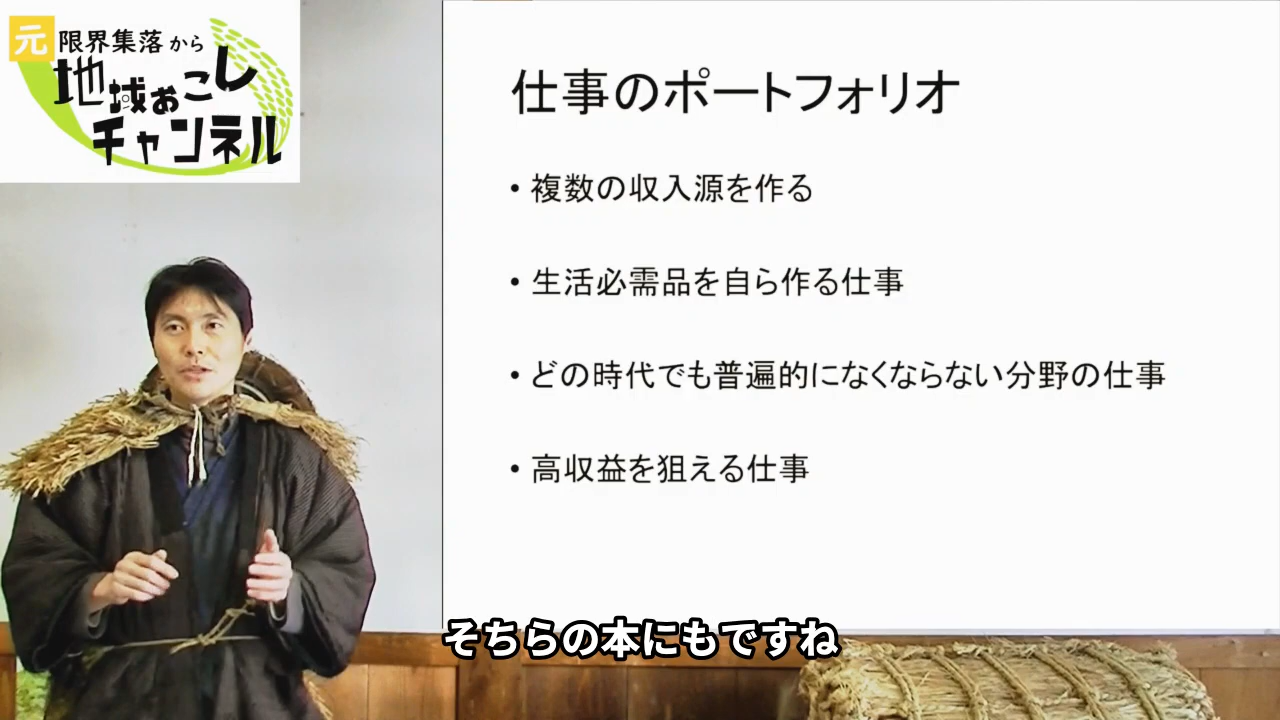 元限界集落から
地域おこし
チャンネル
仕事のポートフォリオ
• 複数の収入源を作る
• 生活必需品を自ら作る仕事
• どの時代でも普遍的になくならない分野の仕事
• 高収益を狙える仕事
そちらの本にもですね